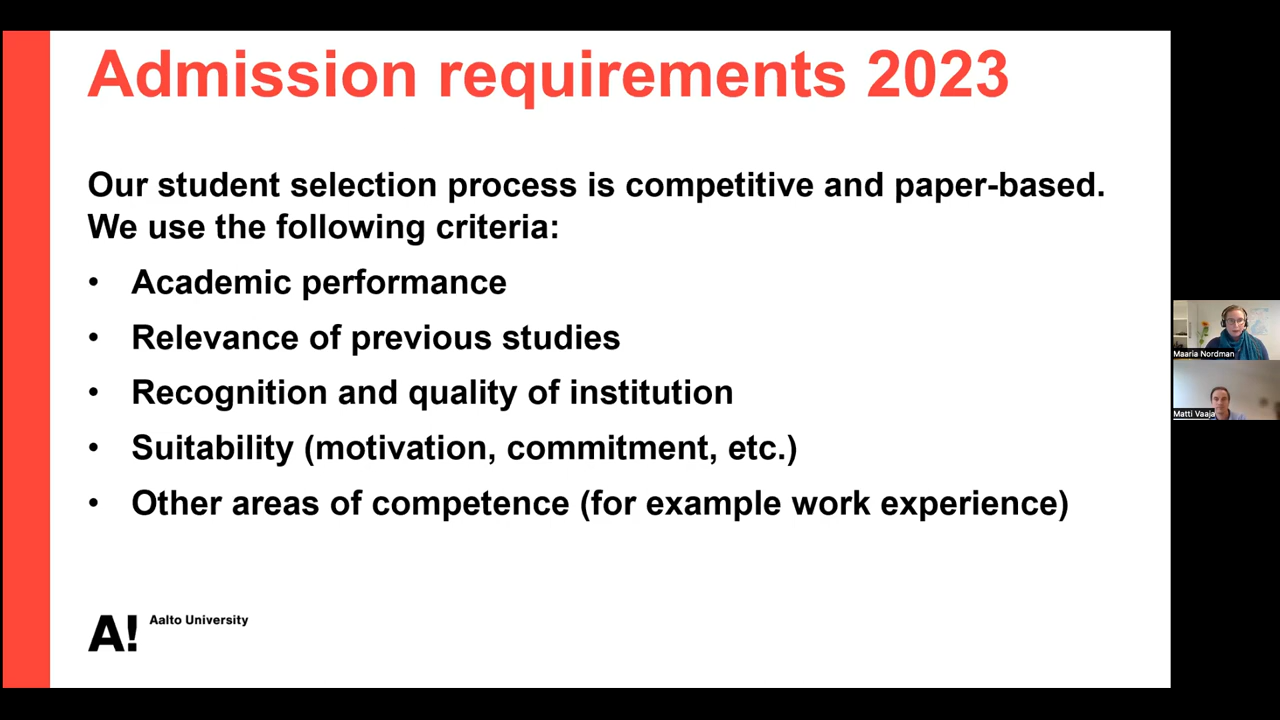 Admission requirements 2023
Our student selection process is competitive and paper-based.
We use the following criteria:
• Academic performance
• Relevance of previous studies
• Recognition and quality of institution
• Suitability (motivation, commitment, etc.)
• Other areas of competence (for example work experience)
A! Aalto University
Maaria Nordman
Matti Vaaja